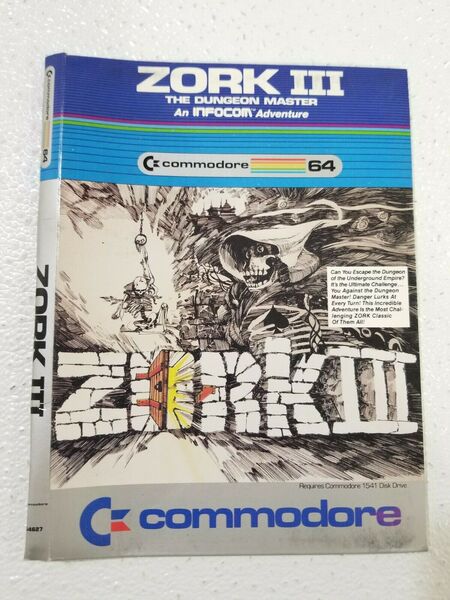 ZORK III
THE DUNGEON MASTER
An INFOCOM™ Adventure
commodore 64
Can You Escape the Dungeon
of the Underground Empire?
It's the Ultimate Challenge...
You Against the Dungeon
Master! Danger Lurks At
Every Turn! This Incredible
Adventure Is the Most Chal-
lenging ZORK Classic
Of Them All!
ZORK III
Requires Commodore 1541 Disk Drive
commodore
commodore 64
ZORK III
commodore